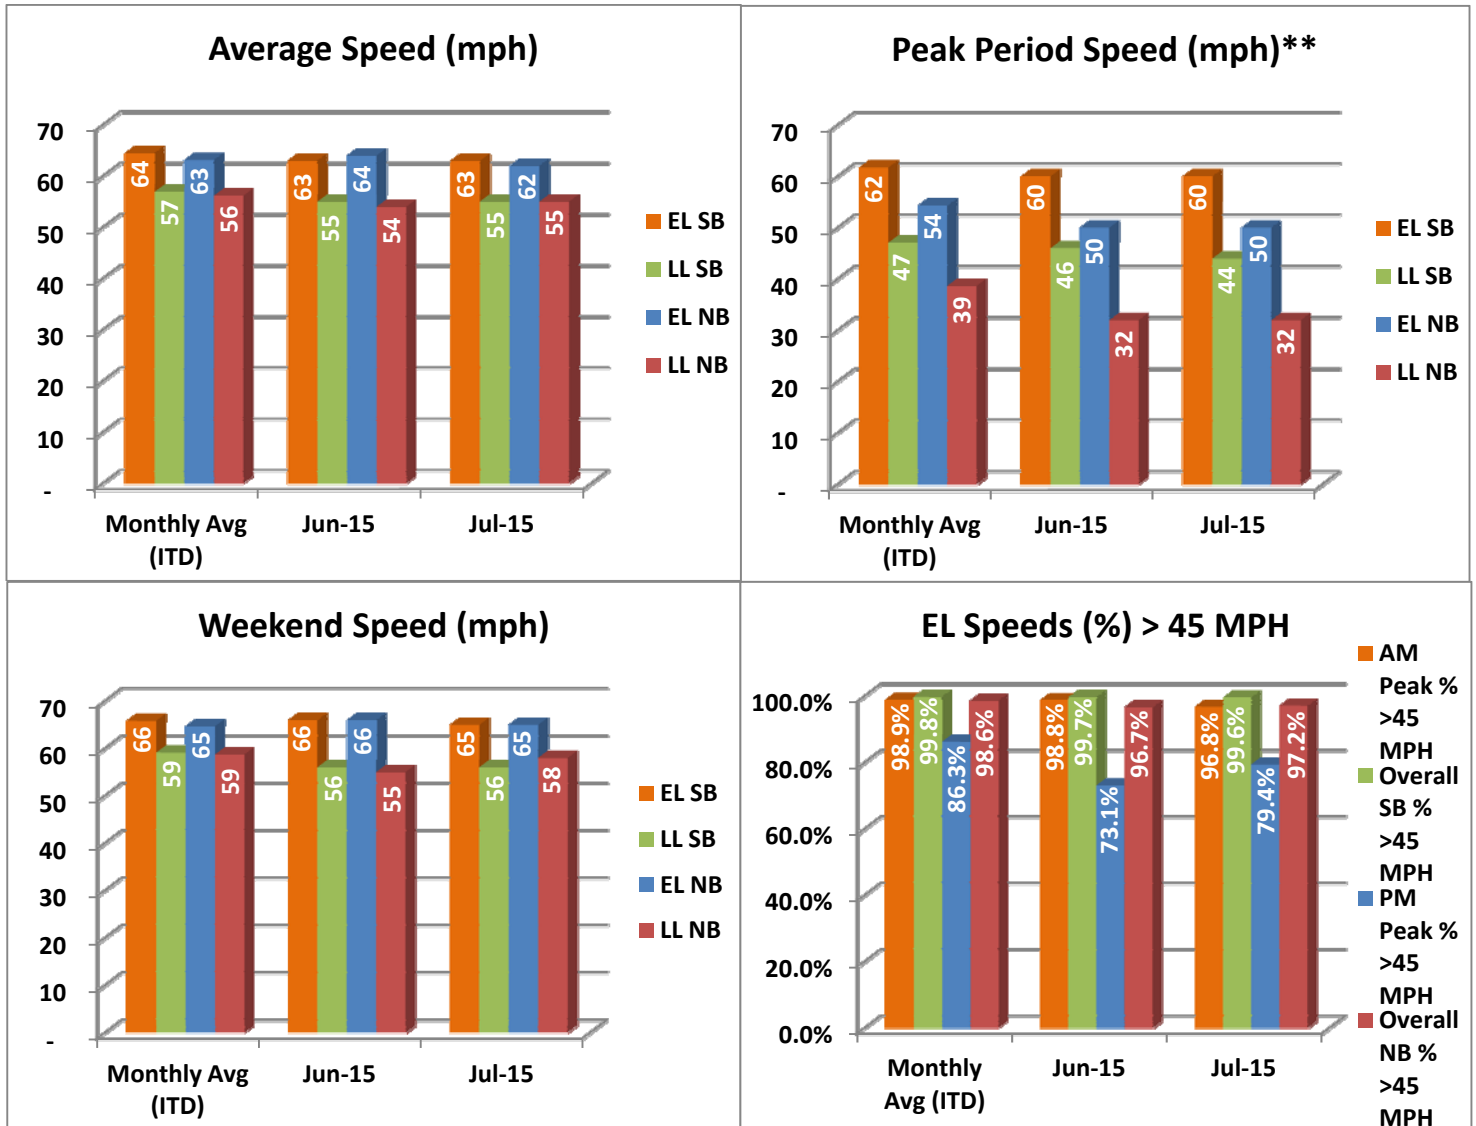 Average Speed (mph)
70
60
50
40
30
20
10
-
64
57
63
56
63
55
64
54
63
55
62
55
Monthly Avg
(ITD)
Jun-15
Jul-15
EL SB
LL SB
EL NB
LL NB
Peak Period Speed (mph)**
70
60
50
40
30
20
10
-
62
47
54
39
60
46
50
32
60
44
50
32
Monthly Avg
(ITD)
Jun-15
Jul-15
EL SB
LL SB
EL NB
LL NB
Weekend Speed (mph)
70
60
50
40
30
20
10
-
66
59
65
59
66
56
66
55
65
56
65
58
Monthly Avg
(ITD)
Jun-15
Jul-15
EL SB
LL SB
EL NB
LL NB
EL Speeds (%) > 45 MPH
100.0%
80.0%
60.0%
40.0%
20.0%
0.0%
98.9%
99.8%
86.3%
98.6%
98.8%
99.7%
73.1%
96.7%
96.8%
99.6%
79.4%
97.2%
Monthly
Avg (ITD)
Jun-15
Jul-15
AM
Peak %
>45
MPH
Overall
SB %
>45
MPH
PM
Peak %
>45
MPH
Overall
NB %
>45
MPH